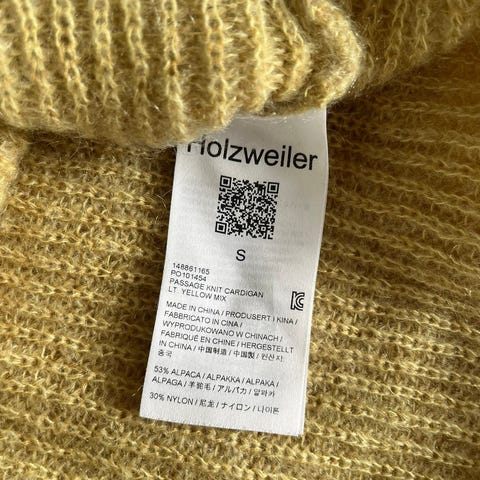 Holzweiler
S
148861165
PO101454
PASSAGE KNIT CARDIGAN
LT. YELLOW MIX
MADE IN CHINA / PRODUSERT I KINA /
FABBRICATO IN CINA /
WYPRODUKOWANO W CHINACH /
FABRIQUÉ EN CHINE / HERGESTELLT
IN CHINA / 中国制造 / 中国製 / 원산지:
중국
53% ALPACA / ALPAKKA / ALPAKA /
ALPAGA / 羊驼毛 / アルパカ / 알파카
30% NYLON / 尼龙 / ナイロン / 나이론